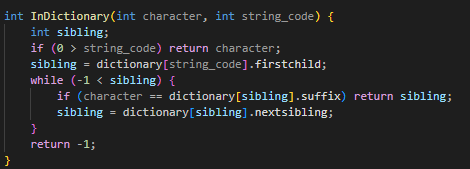 int InDictionary(int character, int string_code) {
    int sibling;
    if (0 > string_code) return character;
    sibling = dictionary[string_code].firstchild;
    while (-1 < sibling) {
        if (character == dictionary[sibling].suffix) return sibling;
        sibling = dictionary[sibling].nextsibling;
    }
    return -1;
}